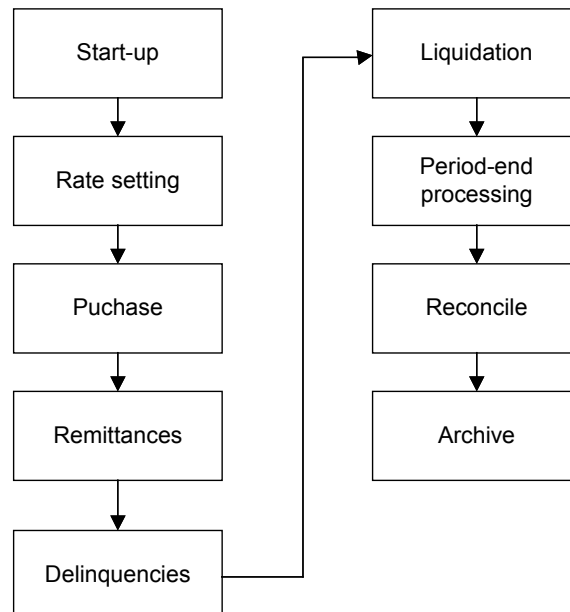 Start-up
Rate setting
Puchase
Remittances
Delinquencies
Liquidation
Period-end
processing
Reconcile
Archive